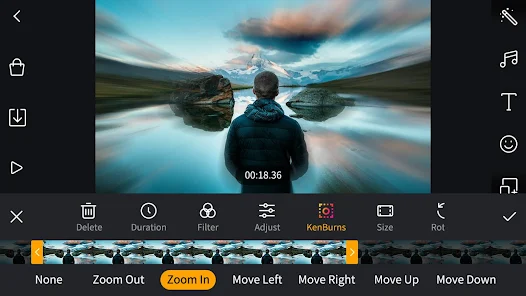 00:18.36
Delete Duration Filter Adjust KenBurns Size Rot
None Zoom Out Zoom In Move Left Move Right Move Up Move Down